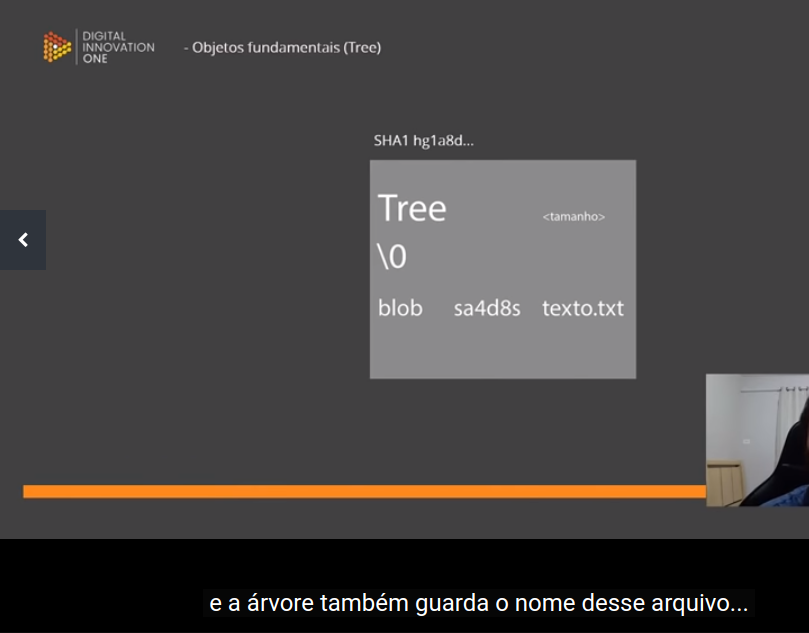 DIGITAL
INNOVATION
ONE
- Objetos fundamentais (Tree)
SHA1 hg1a8d...
Tree <tamanho>
\0
blob sa4d8s texto.txt
e a árvore também guarda o nome desse arquivo...